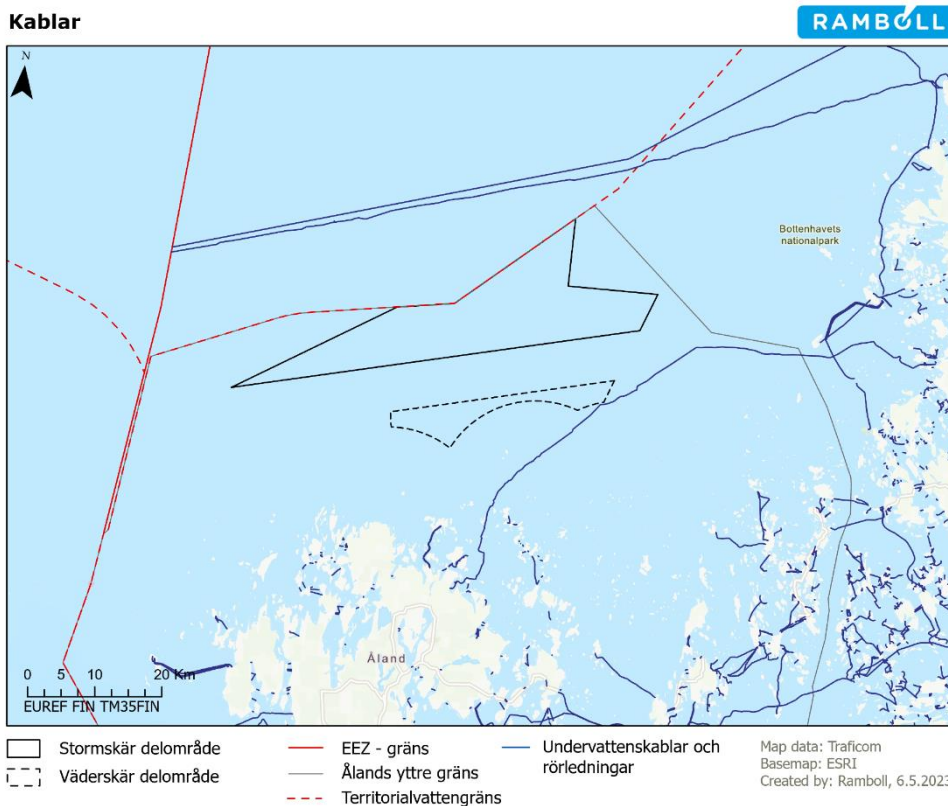 Kablar
RAMBOLL
N
Bottenhavets
nationalpark
Åland
0 5 10 20 Km
EUREF FIN TM35FIN
Stormskär delområde
Väderskär delområde
EEZ - gräns
Ålands yttre gräns
Territorialvattengräns
Undervattenskablar och
rörledningar
Map data: Traficom
Basemap: ESRI
Created by: Ramboll, 6.5.2023